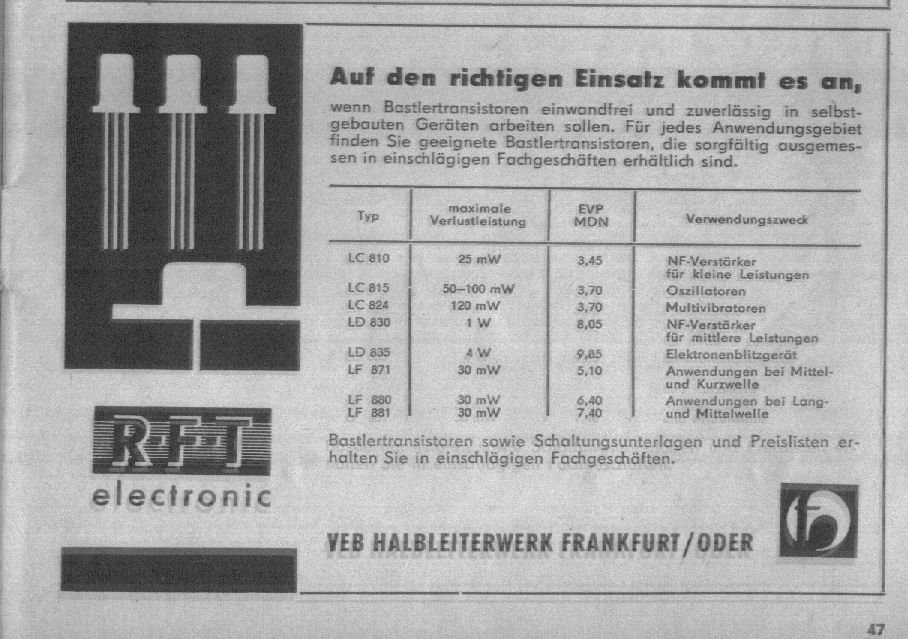 Auf den richtigen Einsatz kommt es an,
wenn Bastlertransistoren einwandfrei und zuverlässig in selbst-
gebauten Geräten arbeiten sollen. Für jedes Anwendungsgebiet
finden Sie geeignete Bastlertransistoren, die sorgfältig ausgemes-
sen in einschlägigen Fachgeschäften erhältlich sind.
Typ maximale Verlustleistung EVP MDN Verwendungszweck
LC 810 25 mW 3,45 NF-Verstärker
für kleine Leistungen
LC 815 50–100 mW 3,70 Oszillatoren
LC 824 120 mW 3,70 Multivibratoren
LD 830 1 W 8,05 NF-Verstärker
für mittlere Leistungen
LD 835 4 W 9,85 Elektronenblitzgerät
LF 871 30 mW 5,10 Anwendungen bei Mittel-
und Kurzwelle
LF 880 30 mW 6,40 Anwendungen bei Lang-
LF 881 30 mW 7,40 und Mittelwelle
Bastlertransistoren sowie Schaltungsunterlagen und Preislisten er-
halten Sie in einschlägigen Fachgeschäften.
R-F-T
electronic
VEB HALBLEITERWERK FRANKFURT/ODER
47